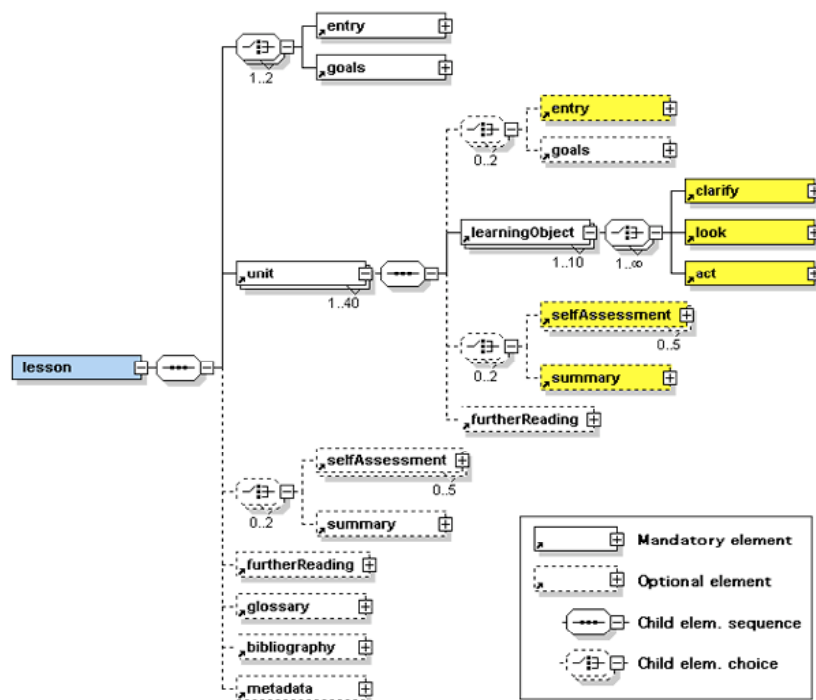 entry
1..2
goals
entry
0..2
goals
clarify
learningObject
look
1..10
1..∞
act
unit
1..40
selfAssessment
0..5
0..2
summary
lesson
furtherReading
selfAssessment
0..5
0..2
summary
furtherReading
glossary
bibliography
metadata
Mandatory element
Optional element
Child elem. sequence
Child elem. choice